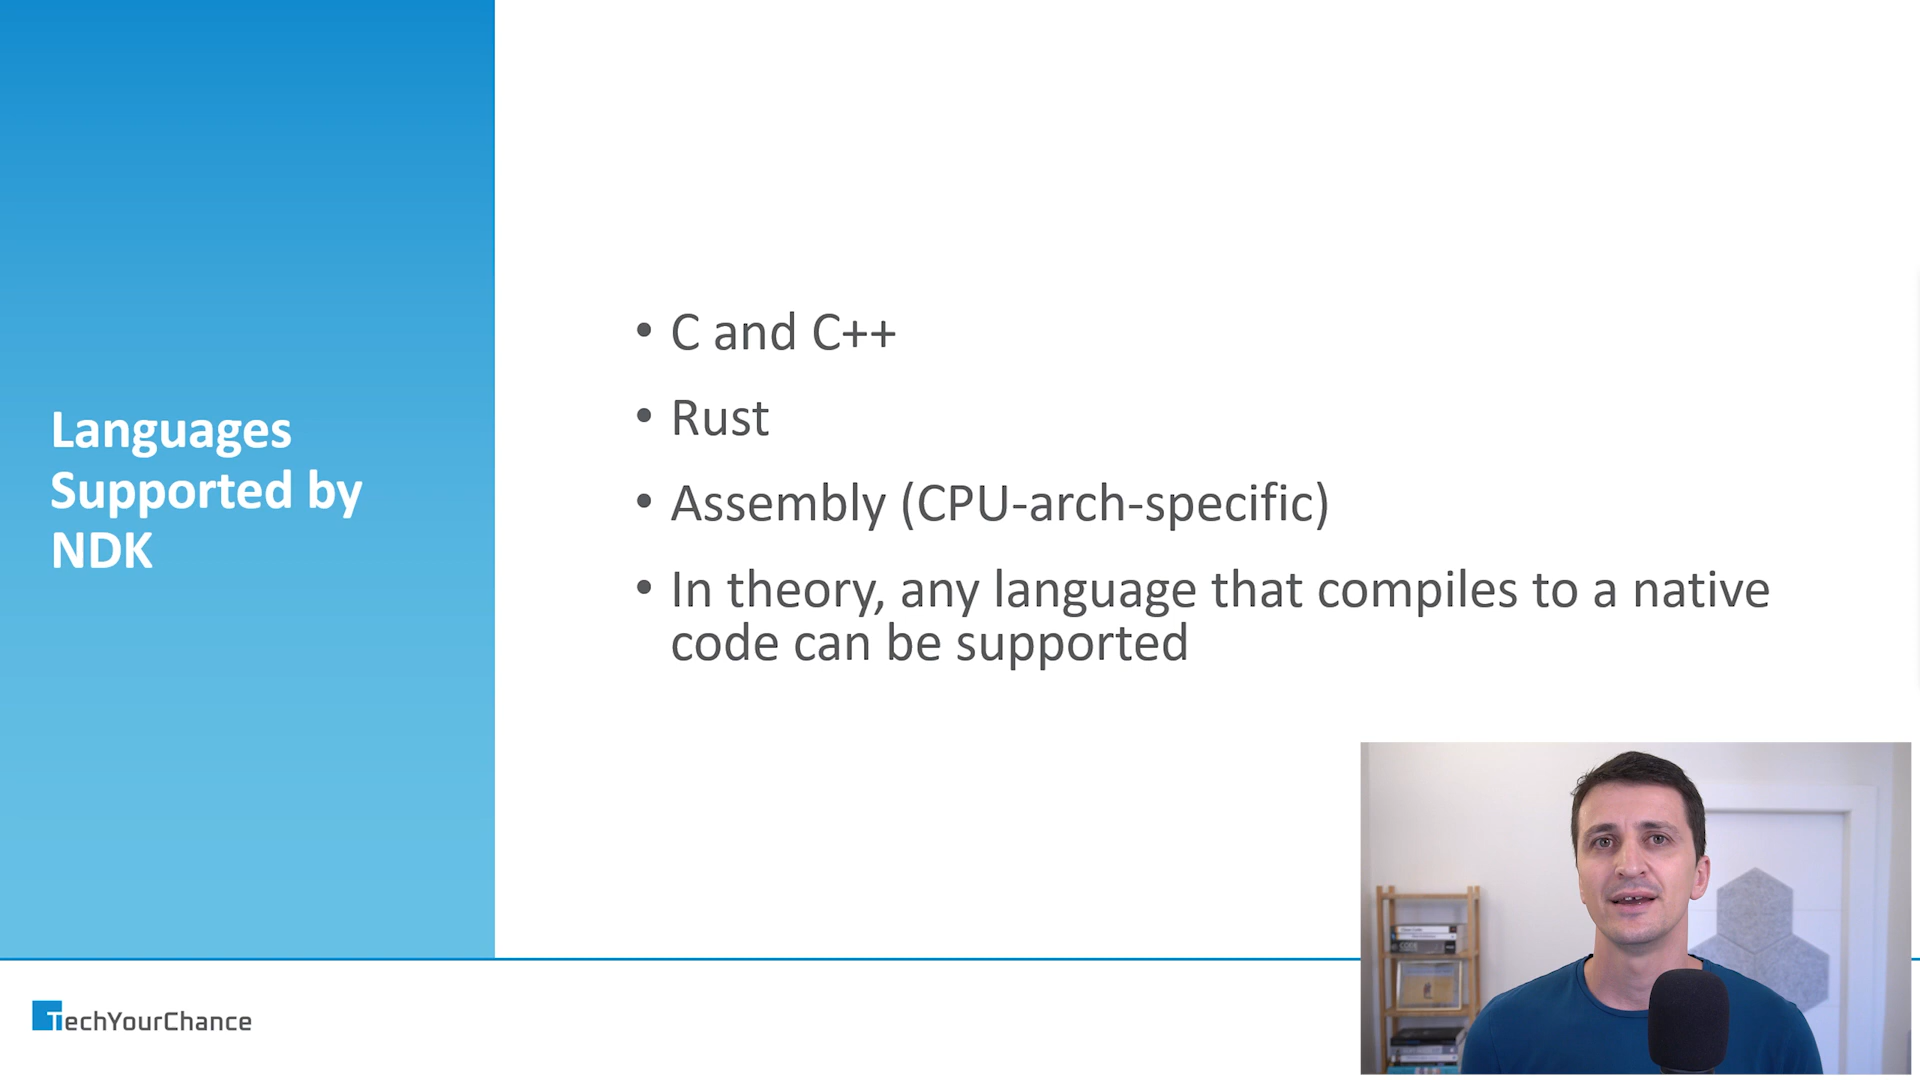 Languages
Supported by
NDK
• C and C++
• Rust
• Assembly (CPU-arch-specific)
• In theory, any language that compiles to a native
code can be supported
TechYourChance
CODE